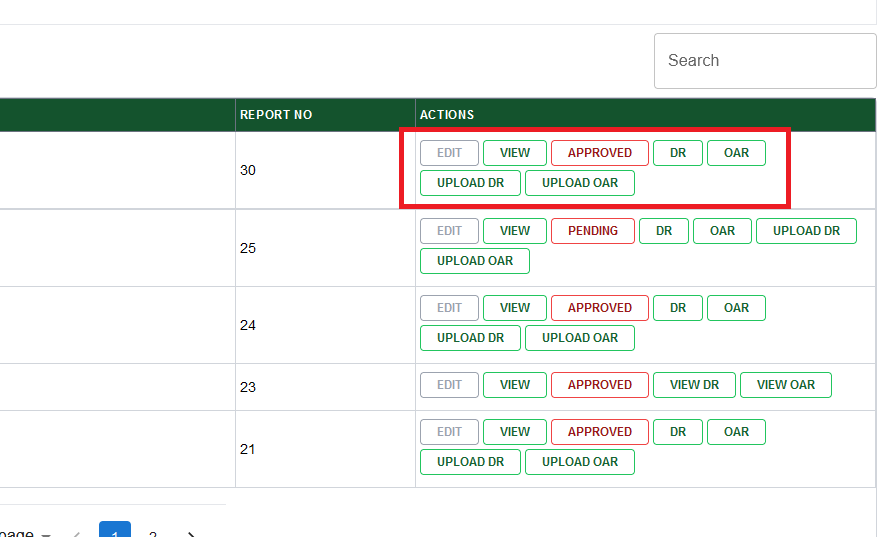 Search
REPORT NO ACTIONS
30 EDIT VIEW APPROVED DR OAR
UPLOAD DR UPLOAD OAR
25 EDIT VIEW PENDING DR OAR UPLOAD DR
UPLOAD OAR
24 EDIT VIEW APPROVED DR OAR
UPLOAD DR UPLOAD OAR
23 EDIT VIEW APPROVED VIEW DR VIEW OAR
21 EDIT VIEW APPROVED DR OAR
UPLOAD DR UPLOAD OAR
page 1 2